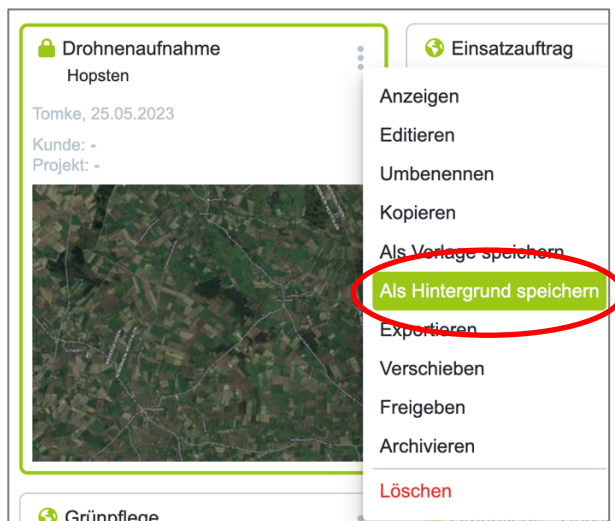 Drohnenaufnahme
Hopsten
Tomke, 25.05.2023
Kunde: -
Projekt: -
Einsatzauftrag
Anzeigen
Editieren
Umbenennen
Kopieren
Als Vorlage speichern
Als Hintergrund speichern
Exportieren
Verschieben
Freigeben
Archivieren
Löschen
Grünpflege